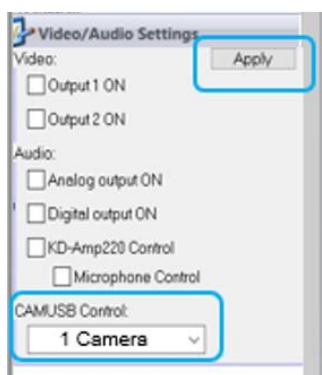 Video/Audio Settings
Video:
Apply
Output 1 ON
Output 2 ON
Audio:
Analog output ON
Digital output ON
KD-Amp220 Control
Microphone Control
CAMUSB Control:
1 Camera